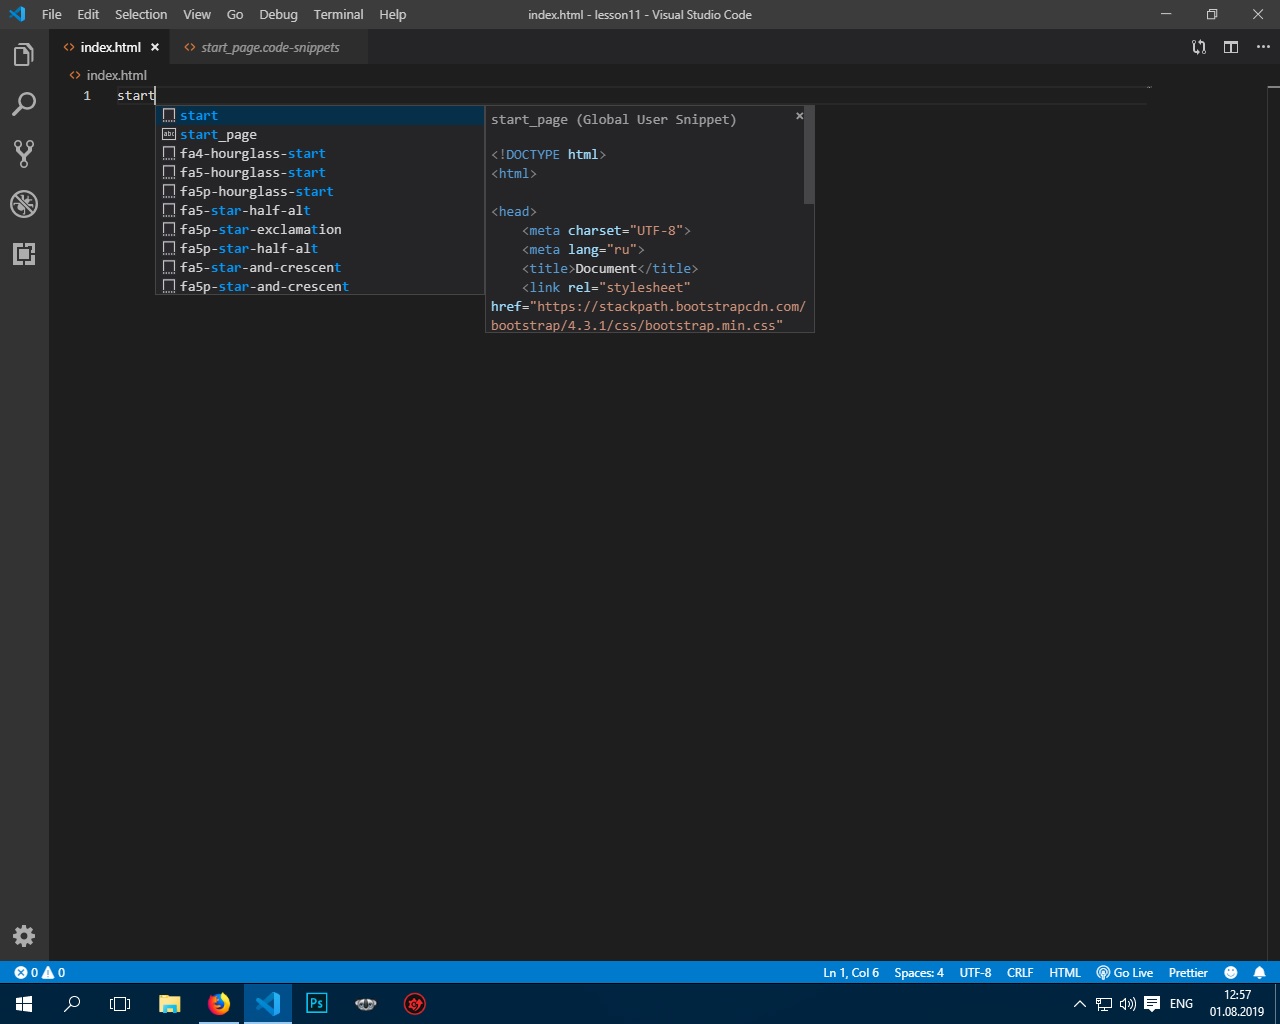 File Edit Selection View Go Debug Terminal Help
index.html - lesson11 - Visual Studio Code
index.html
start_page.code-snippets
index.html
1 start
start
start_page
fa4-hourglass-start
fa5-hourglass-start
fa5p-hourglass-start
fa5-star-half-alt
fa5p-star-exclamation
fa5p-star-half-alt
fa5-star-and-crescent
fa5p-star-and-crescent
start_page (Global User Snippet)
<!DOCTYPE html>
<html>
<head>
<meta charset="UTF-8">
<meta lang="ru">
<title>Document</title>
<link rel="stylesheet"
href="https://stackpath.bootstrapcdn.com/
bootstrap/4.3.1/css/bootstrap.min.css"
0 0
Ln 1, Col 6 Spaces: 4 UTF-8 CRLF HTML Go Live Prettier
Ps
ENG
12:57
01.08.2019